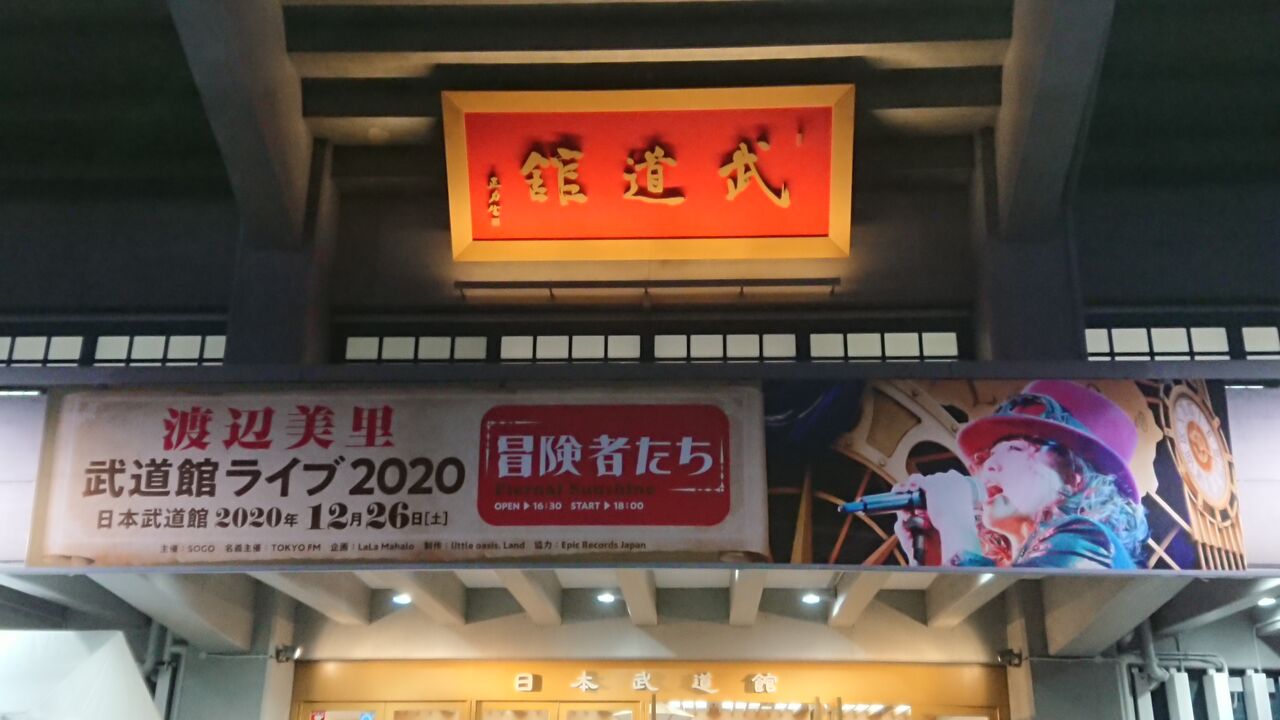 武道館
渡辺美里
武道館ライブ2020
日本武道館 2020年 12月26日[土]
主催:SOGO 名義主催:TOKYO FM 企画:LaLa Mahalo 制作:little oasis. Land 協力:Epic Records Japan
冒険者たち
Eternal Sunshine
OPEN▶16:30 START▶18:00
日本武道館